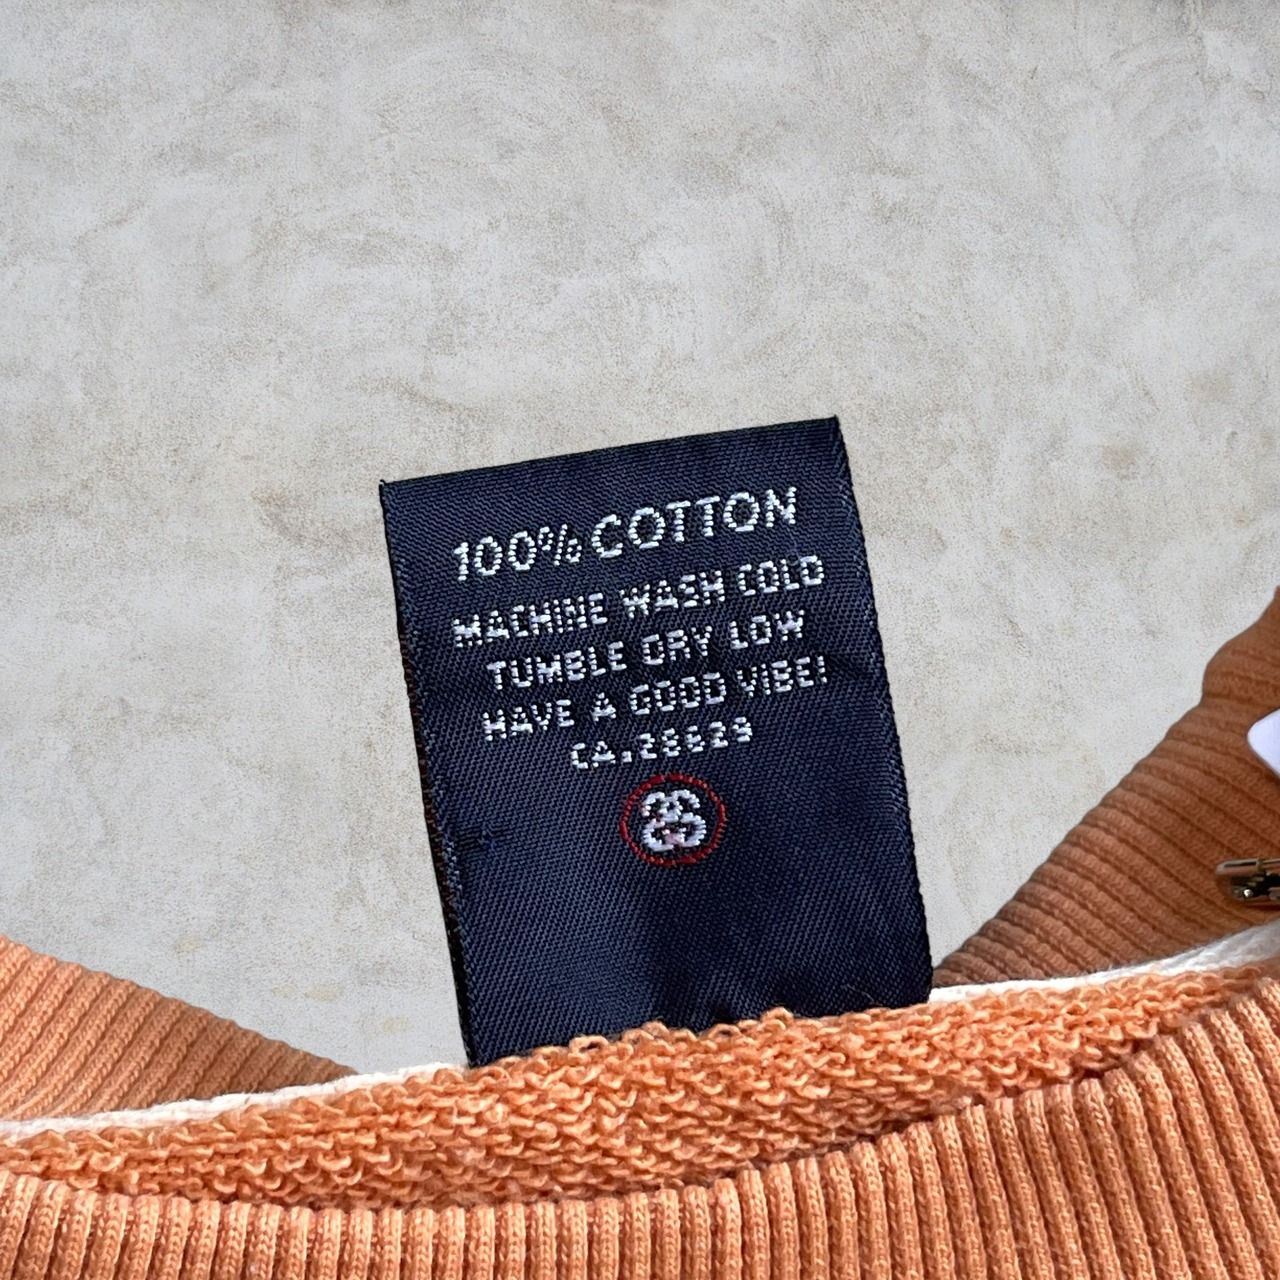 100% COTTON
MACHINE WASH COLD
TUMBLE DRY LOW
HAVE A GOOD VIBE!
CA.28629